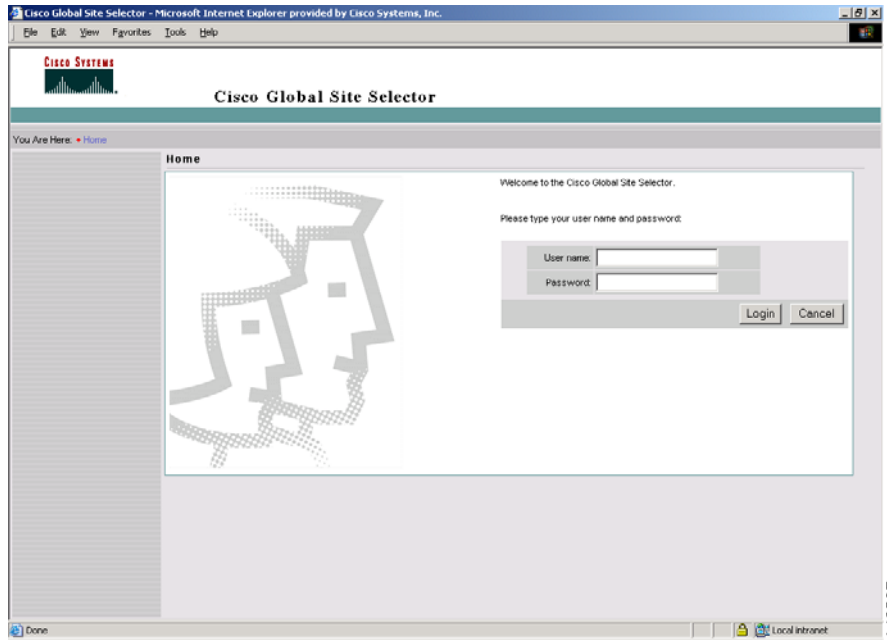 Cisco Global Site Selector - Microsoft Internet Explorer provided by Cisco Systems, Inc.
File Edit View Favorites Tools Help
CISCO SYSTEMS
Cisco Global Site Selector
You Are Here: • Home
Home
Welcome to the Cisco Global Site Selector.
Please type your user name and password:
User name:
Password:
Login Cancel
Done Local intranet